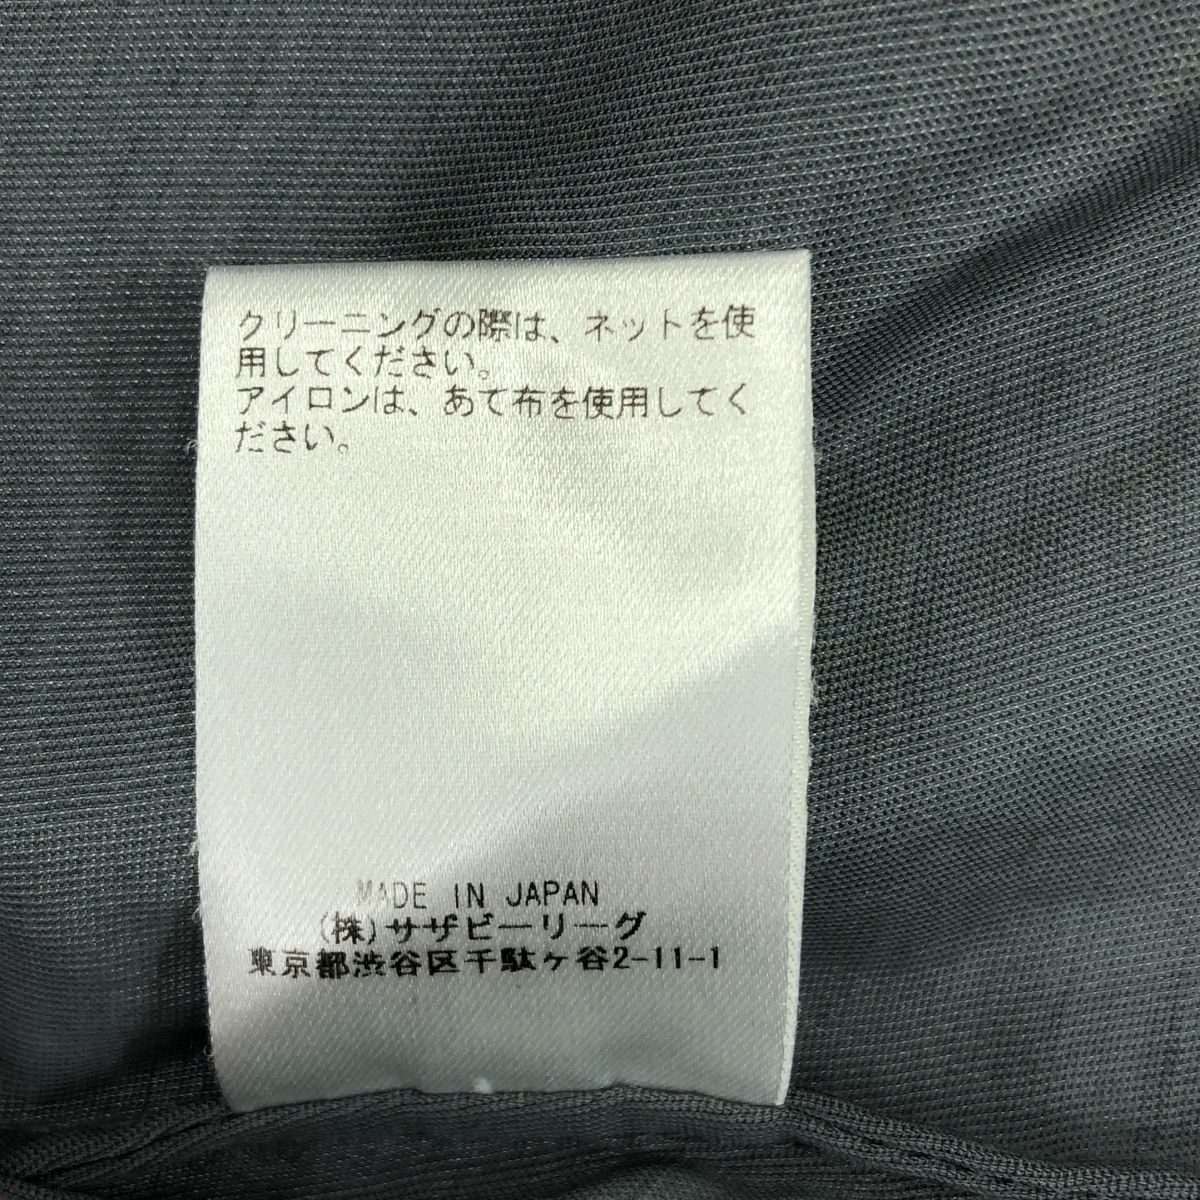 クリーニングの際は、ネットを使
用してください。
アイロンは、あて布を使用してく
ださい。
MADE IN JAPAN
(株)サザビーリーグ
東京都渋谷区千駄ヶ谷2-11-1